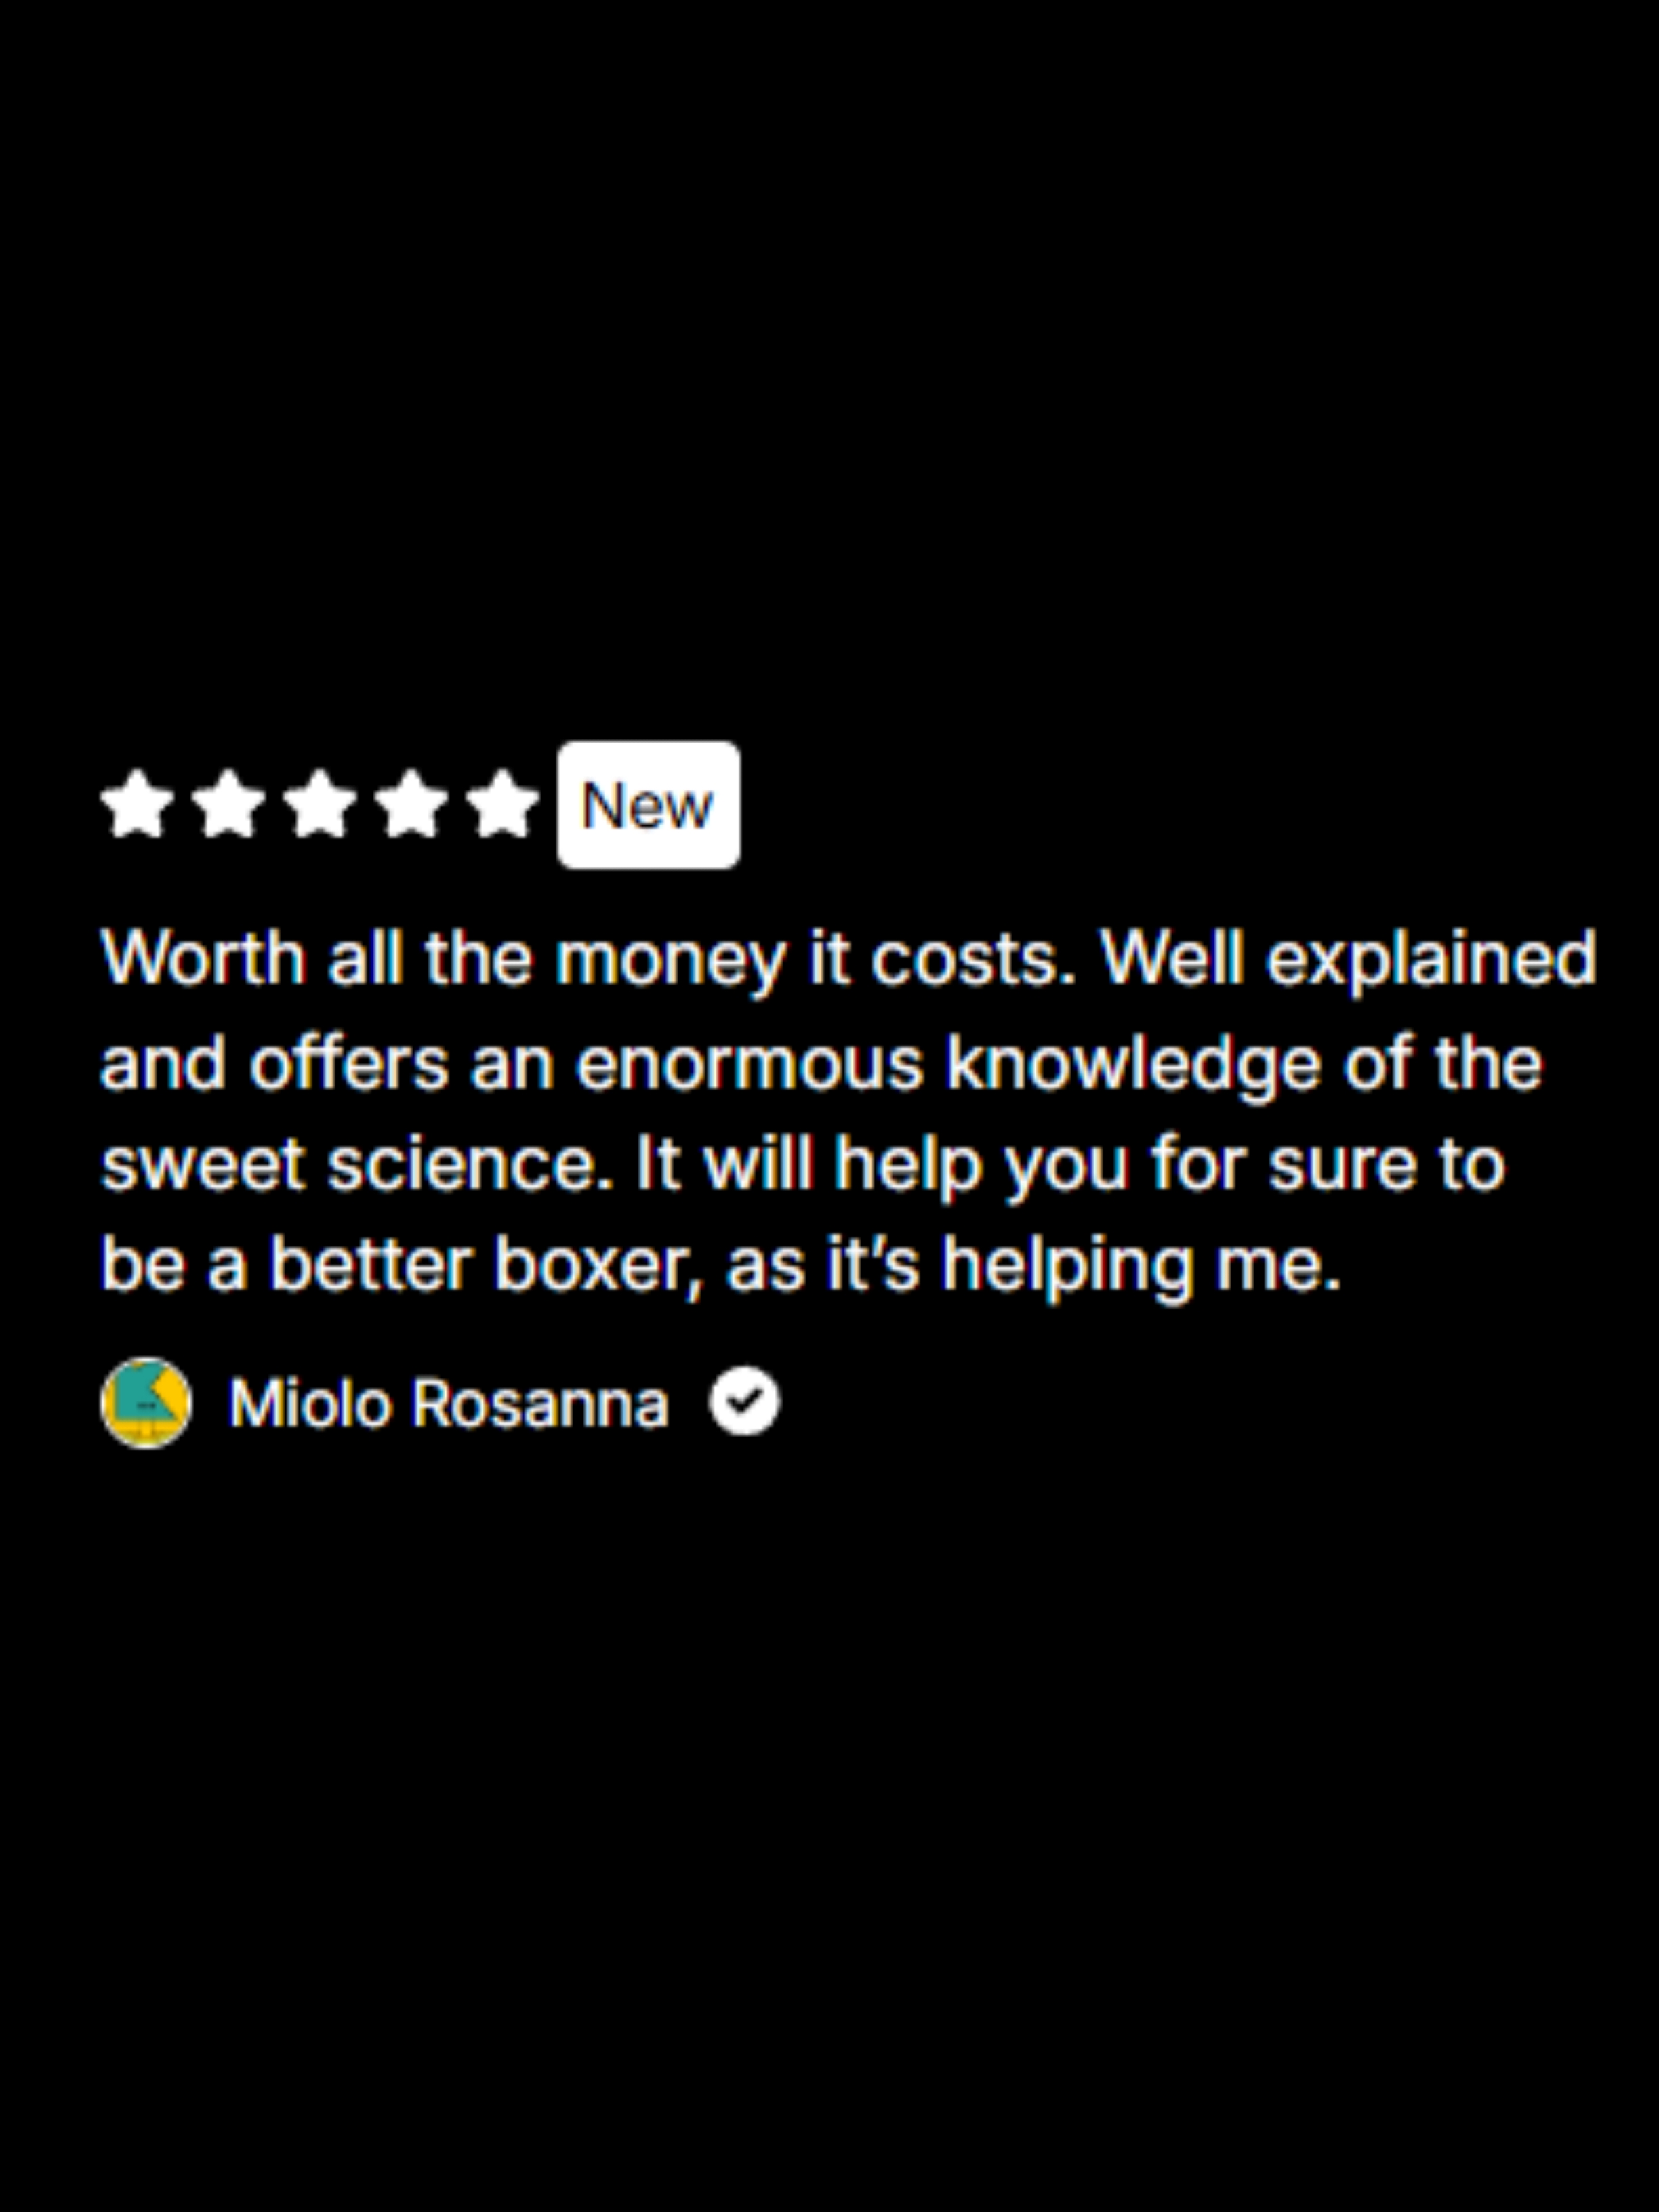 New
Worth all the money it costs. Well explained
and offers an enormous knowledge of the
sweet science. It will help you for sure to
be a better boxer, as it’s helping me.
Miolo Rosanna